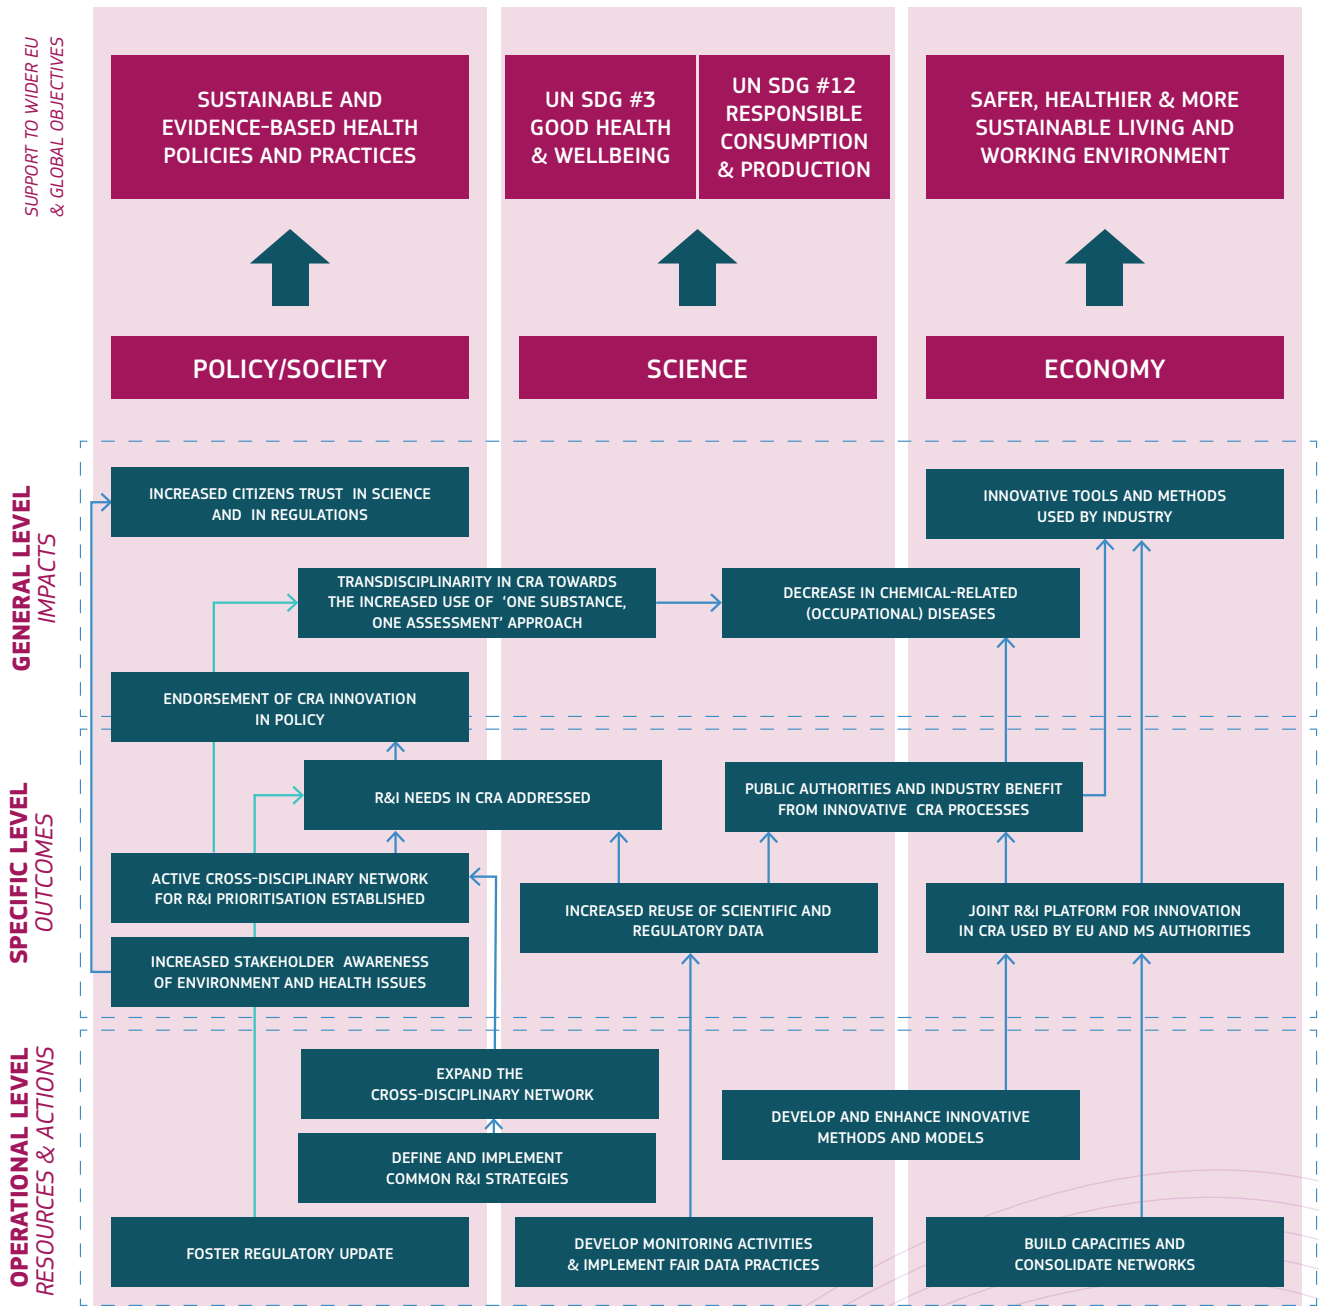 SUPPORT TO WIDER EU
& GLOBAL OBJECTIVES
SUSTAINABLE AND
EVIDENCE-BASED HEALTH
POLICIES AND PRACTICES
UN SDG #3
GOOD HEALTH
& WELLBEING
UN SDG #12
RESPONSIBLE
CONSUMPTION
& PRODUCTION
SAFER, HEALTHIER & MORE
SUSTAINABLE LIVING AND
WORKING ENVIRONMENT
POLICY/SOCIETY
SCIENCE
ECONOMY
GENERAL LEVEL
IMPACTS
INCREASED CITIZENS TRUST IN SCIENCE
AND IN REGULATIONS
INNOVATIVE TOOLS AND METHODS
USED BY INDUSTRY
TRANSDISCIPLINARITY IN CRA TOWARDS
THE INCREASED USE OF ‘ONE SUBSTANCE,
ONE ASSESSMENT’ APPROACH
DECREASE IN CHEMICAL-RELATED
(OCCUPATIONAL) DISEASES
ENDORSEMENT OF CRA INNOVATION
IN POLICY
SPECIFIC LEVEL
OUTCOMES
R&I NEEDS IN CRA ADDRESSED
PUBLIC AUTHORITIES AND INDUSTRY BENEFIT
FROM INNOVATIVE CRA PROCESSES
ACTIVE CROSS-DISCIPLINARY NETWORK
FOR R&I PRIORITISATION ESTABLISHED
INCREASED REUSE OF SCIENTIFIC AND
REGULATORY DATA
JOINT R&I PLATFORM FOR INNOVATION
IN CRA USED BY EU AND MS AUTHORITIES
INCREASED STAKEHOLDER AWARENESS
OF ENVIRONMENT AND HEALTH ISSUES
OPERATIONAL LEVEL
RESOURCES & ACTIONS
EXPAND THE
CROSS-DISCIPLINARY NETWORK
DEVELOP AND ENHANCE INNOVATIVE
METHODS AND MODELS
DEFINE AND IMPLEMENT
COMMON R&I STRATEGIES
FOSTER REGULATORY UPDATE
DEVELOP MONITORING ACTIVITIES
& IMPLEMENT FAIR DATA PRACTICES
BUILD CAPACITIES AND
CONSOLIDATE NETWORKS